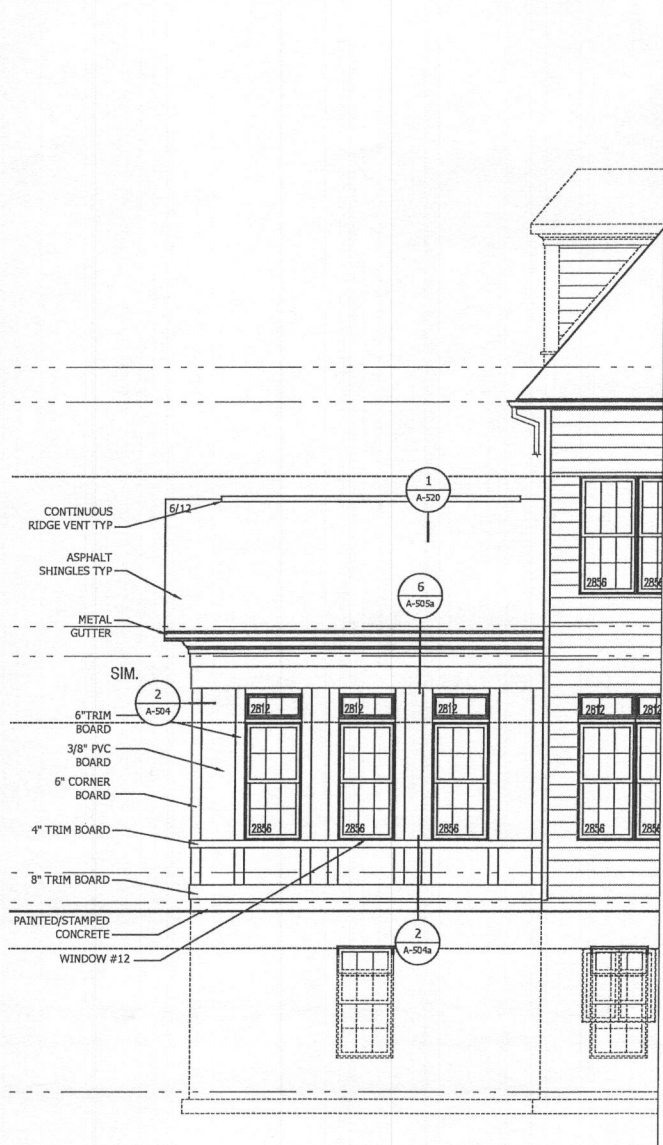 1
A-520
6/12
CONTINUOUS
RIDGE VENT TYP
ASPHALT
SHINGLES TYP
6
A-505a
METAL
GUTTER
2856
2856
SIM.
2
A-504
6"TRIM
BOARD
2812
2812
2812
2812
2812
3/8" PVC
BOARD
6" CORNER
BOARD
4" TRIM BOARD
2856
2856
2856
2856
2856
8" TRIM BOARD
PAINTED/STAMPED
CONCRETE
2
A-504a
WINDOW #12